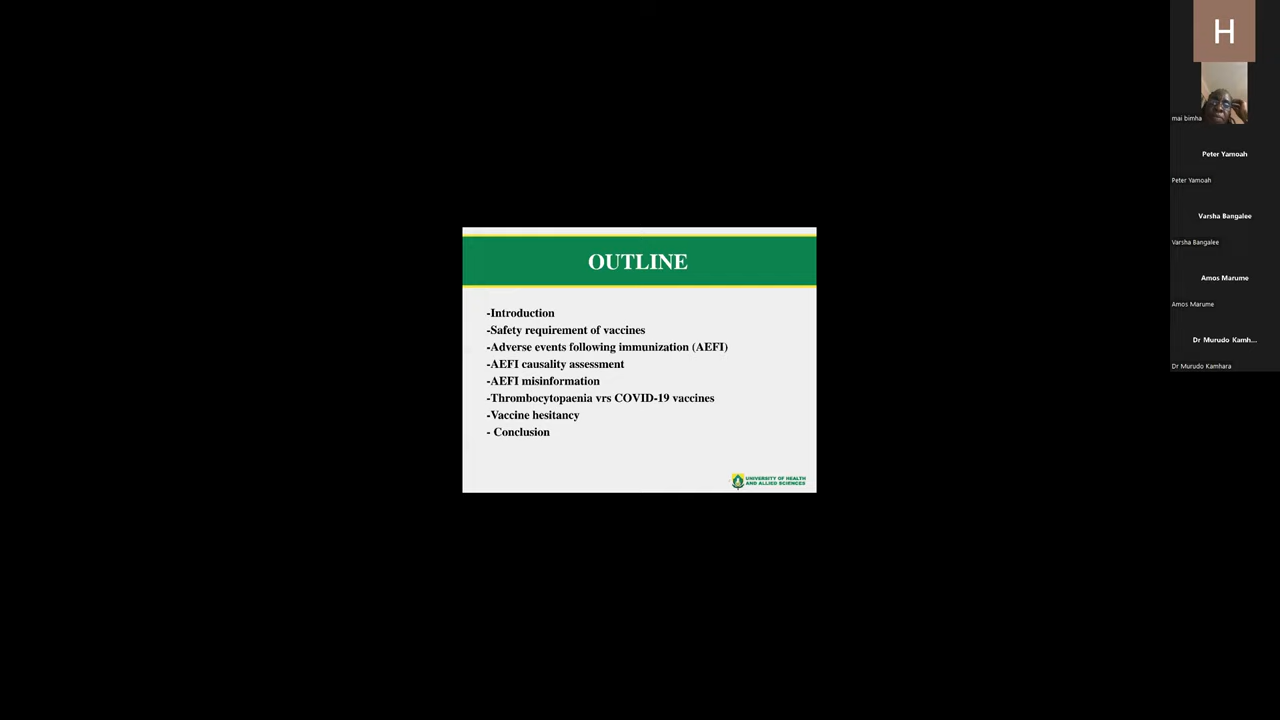 H
mai bimha
Peter Yamoah
Peter Yamoah
Varsha Bangalee
Varsha Bangalee
Amos Marume
Amos Marume
Dr Murudo Kamh...
Dr Murudo Kamhara
OUTLINE
-Introduction
-Safety requirement of vaccines
-Adverse events following immunization (AEFI)
-AEFI causality assessment
-AEFI misinformation
-Thrombocytopaenia vrs COVID-19 vaccines
-Vaccine hesitancy
- Conclusion
UNIVERSITY OF HEALTH
AND ALLIED SCIENCES